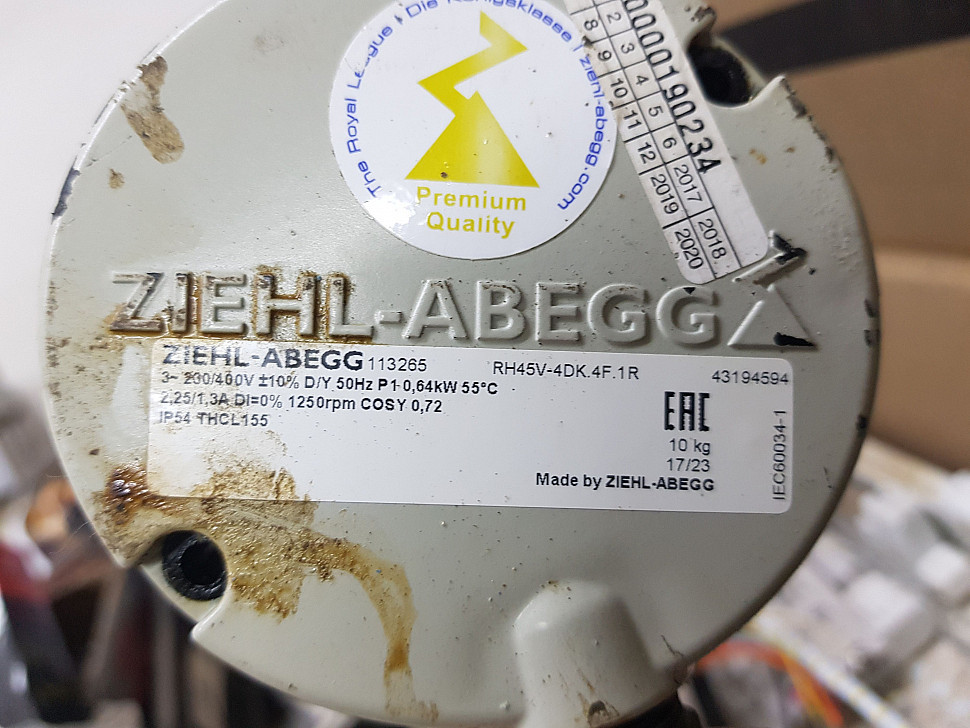 The Royal League Die Königsklasse ziehl-abegg.com
Premium
Quality
0000190234
2 3 4 5 6 2017 2018
8 9 10 11 12 2019 2020
ZIEHL-ABEGG
ZIEHL-ABEGG 113265 RH45V-4DK.4F.1R 43194594
3~ 230/400V ±10% D/Y 50Hz P1 0,64kW 55°C
2,25/1,3A DI=0% 1250rpm COSY 0,72
IP54 THCL155
EAC
10 kg
17/23
Made by ZIEHL-ABEGG
IEC60034-1